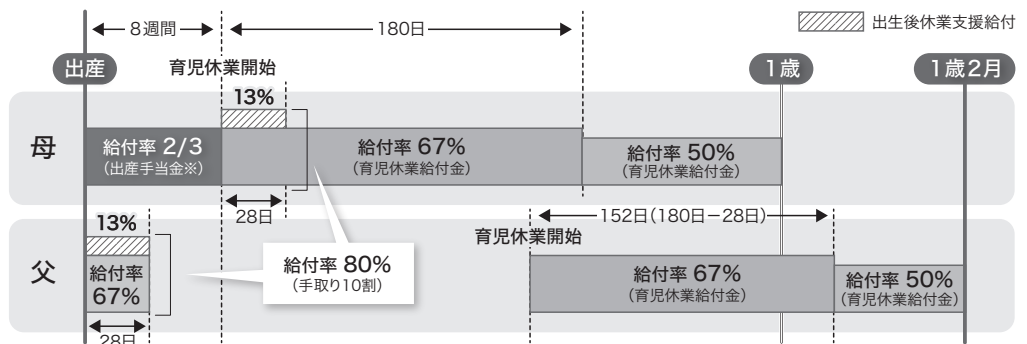 8週間
180日
出生後休業支援給付
出産
育児休業開始
1歳
1歳2月
母
13%
給付率 2/3
(出産手当金※)
給付率 67%
(育児休業給付金)
給付率 50%
(育児休業給付金)
28日
152日(180日－28日)
育児休業開始
父
13%
給付率
67%
給付率 80%
(手取り10割)
給付率 67%
(育児休業給付金)
給付率 50%
(育児休業給付金)
28日